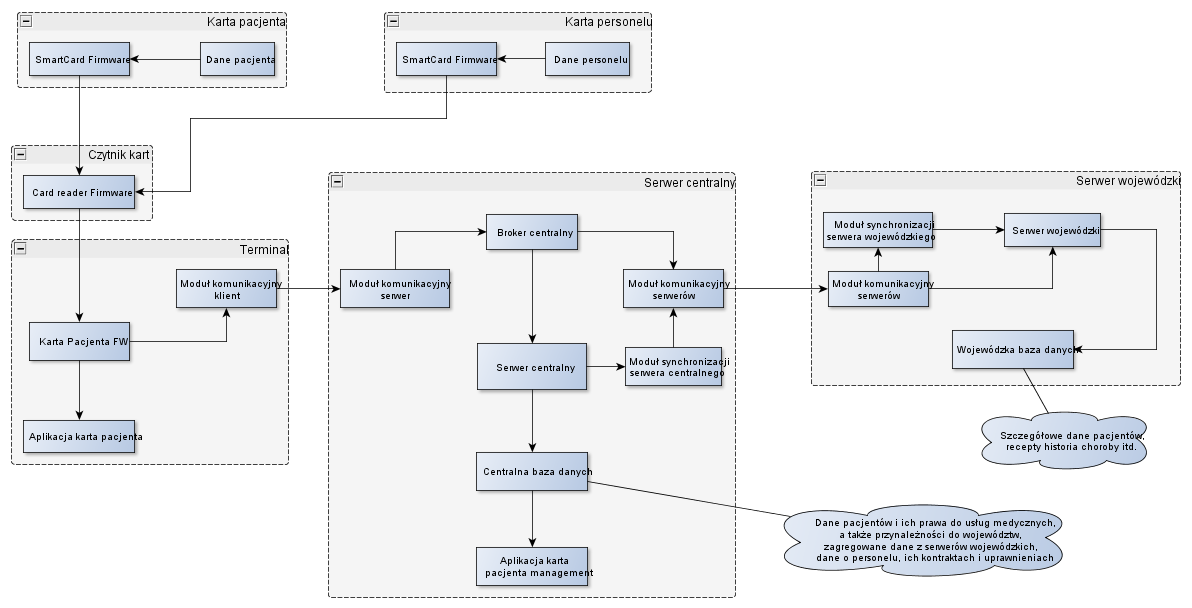 Karta pacjenta
SmartCard Firmware
Dane pacjenta
Karta personelu
SmartCard Firmware
Dane personelu
Czytnik kart
Card reader Firmware
Terminal
Moduł komunikacyjny
klient
Karta Pacjenta FW
Aplikacja karta pacjenta
Serwer centralny
Broker centralny
Moduł komunikacyjny
serwer
Moduł komunikacyjny
serwerów
Serwer centralny
Moduł synchronizacji
serwera centralnego
Centralna baza danych
Aplikacja karta
pacjenta management
Serwer wojewódzki
Moduł synchronizacji
serwera wojewódzkiego
Serwer wojewódzki
Moduł komunikacyjny
serwerów
Wojewódzka baza danych
Szczegółowe dane pacjentów,
recepty historia choroby itd.
Dane pacjentów i ich prawa do usług medycznych,
a także przynależności do województw,
zagregowane dane z serwerów wojewódzkich,
dane o personelu, ich kontraktach i uprawnieniach